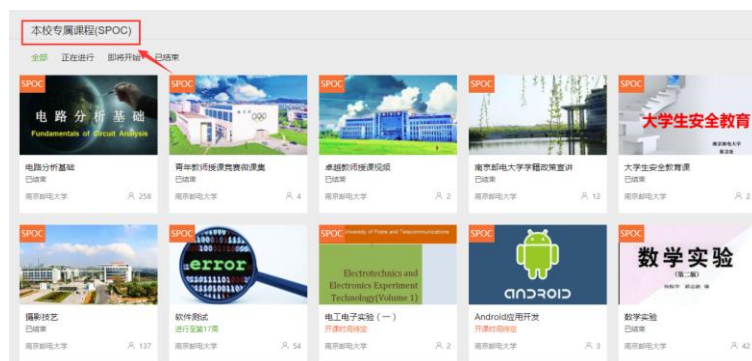 本校专属课程(SPOC)
全部 正在进行 即将开始 已结束
SPOC
电路分析基础
Fundamentals of Circuit Analysis
电路分析基础
已结束
南京邮电大学 258
SPOC
青年教师授课竞赛微课集
已结束
南京邮电大学 4
SPOC
卓越教师授课视频
已结束
南京邮电大学 2
SPOC
南京邮电大学学籍政策宣讲
已结束
南京邮电大学 12
SPOC
大学生安全教育
南京邮电大学
大学生安全教育课
已结束
南京邮电大学 2
SPOC
摄影技艺
已结束
南京邮电大学 137
SPOC
error
软件测试
进行至第17周
南京邮电大学 54
SPOC
University of Posts and Telecommunications
Electrotechnics and
Electronics Experiment
Technology(Volume 1)
电工电子实验（一）
开课时间待定
南京邮电大学 2
SPOC
ANDROID
Android应用开发
开课时间待定
南京邮电大学 3
SPOC
数学实验
(第二版)
数学实验
已结束
南京邮电大学 42